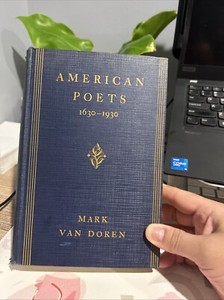 AMERICAN
POETS
1630–1930
MARK
VAN DOREN